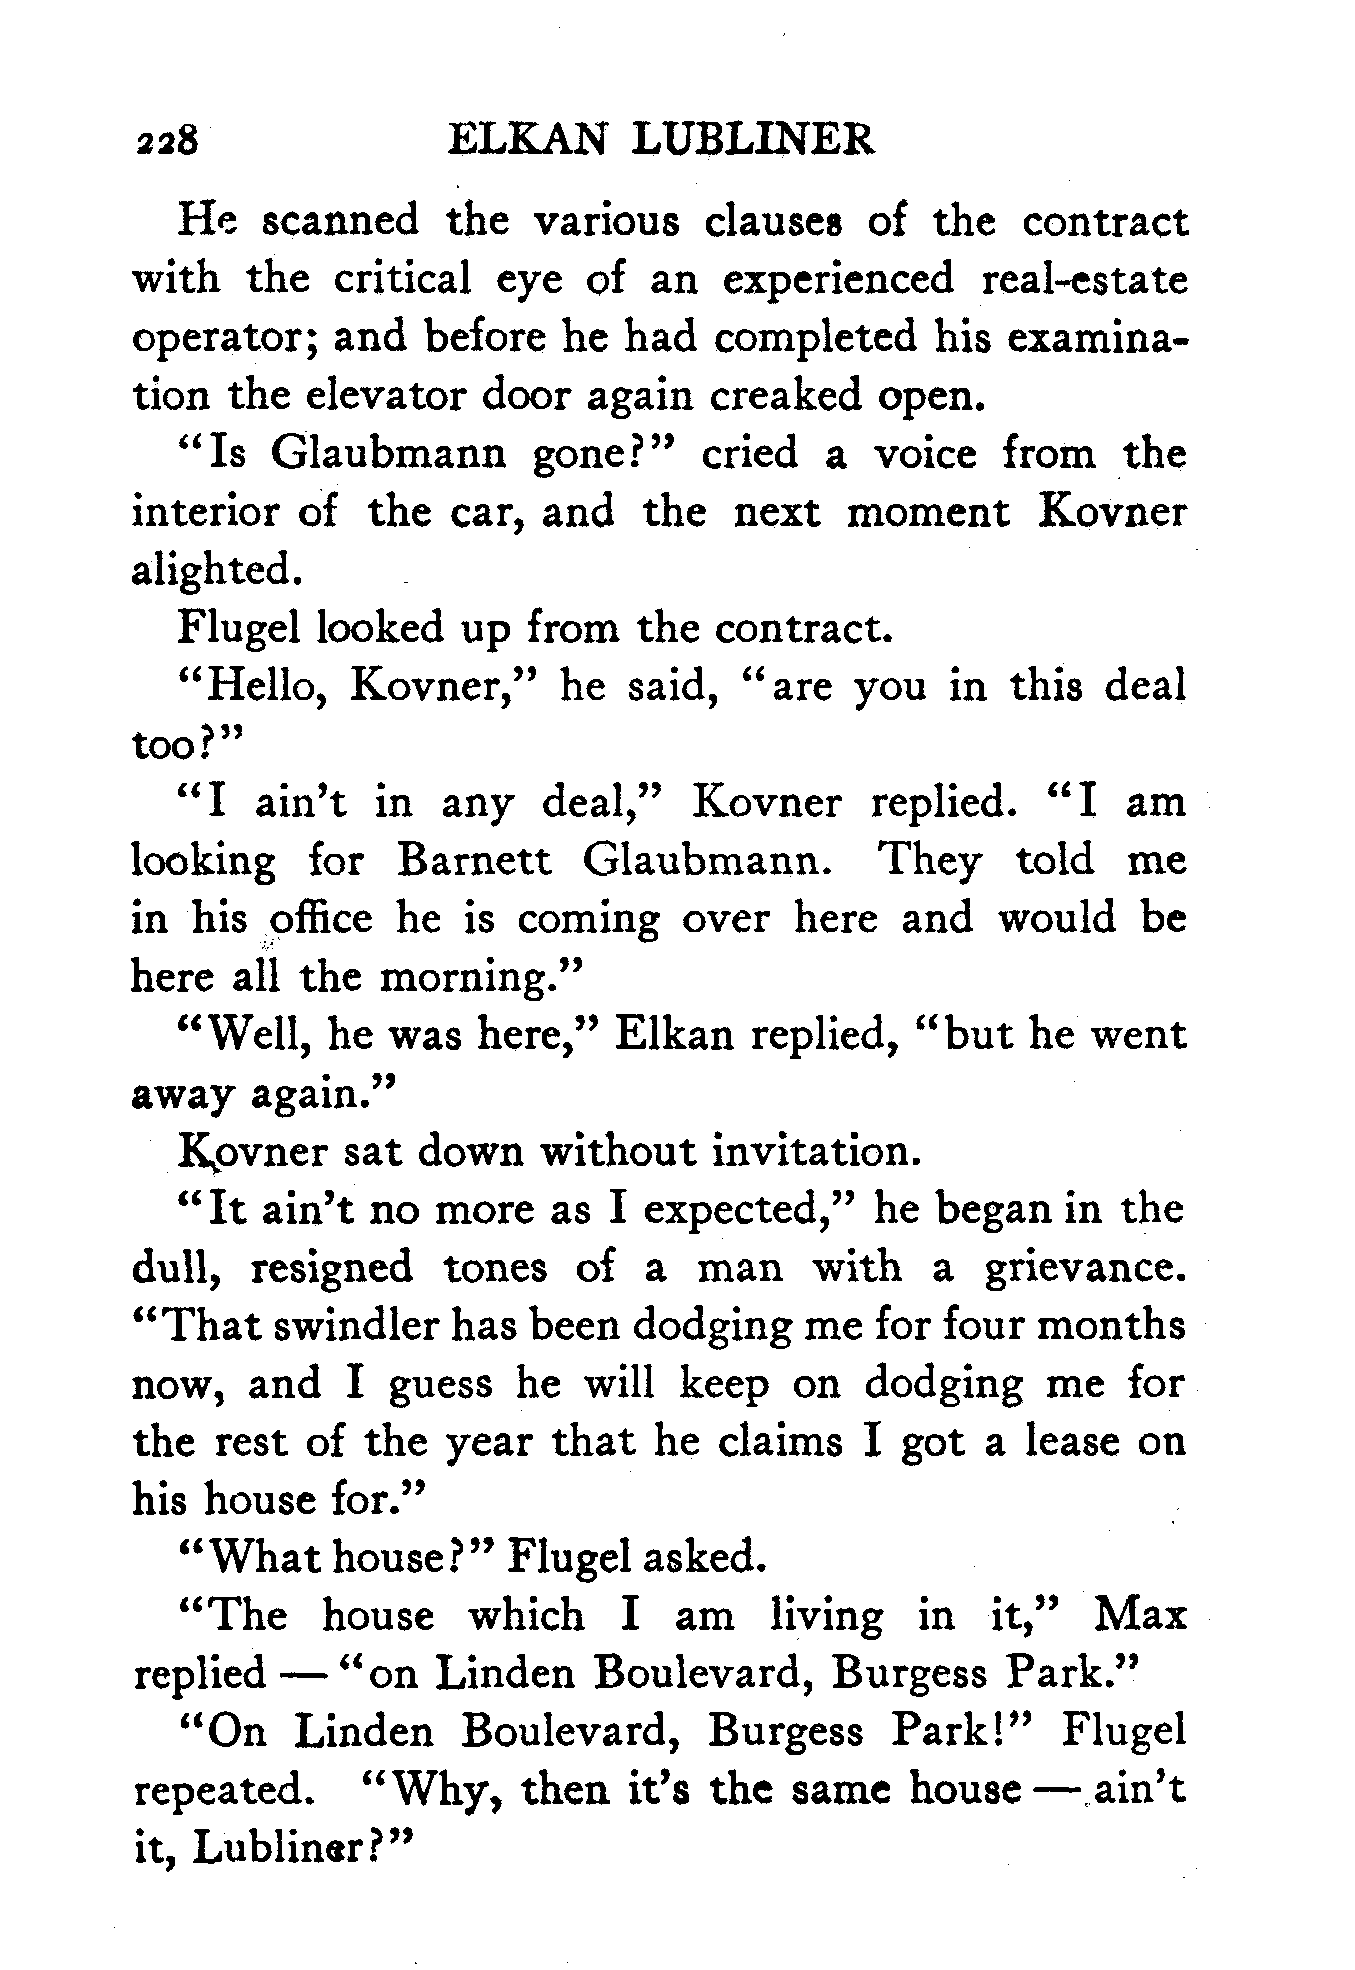 228 ELKAN LUBLINER
He scanned the various clauses of the contract
with the critical eye of an experienced real-estate
operator; and before he had completed his examina-
tion the elevator door again creaked open.
"Is Glaubmann gone?" cried a voice from the
interior of the car, and the next moment Kovner
alighted.
Flugel looked up from the contract.
"Hello, Kovner," he said, "are you in this deal
too?"
"I ain't in any deal," Kovner replied. "I am
looking for Barnett Glaubmann. They told me
in his office he is coming over here and would be
here all the morning."
"Well, he was here," Elkan replied, "but he went
away again."
Kovner sat down without invitation.
"It ain't no more as I expected," he began in the
dull, resigned tones of a man with a grievance.
"That swindler has been dodging me for four months
now, and I guess he will keep on dodging me for
the rest of the year that he claims I got a lease on
his house for."
"What house?" Flugel asked.
"The house which I am living in it," Max
replied — "on Linden Boulevard, Burgess Park."
"On Linden Boulevard, Burgess Park!" Flugel
repeated. "Why, then it's the same house — ain't
it, Lubliner?"